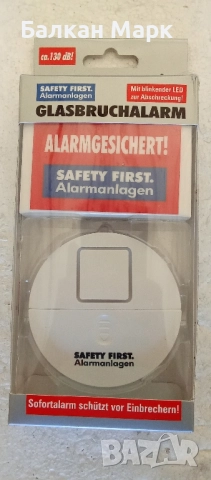 Балкан Марк
ca.130 dB!
SAFETY FIRST.
Alarmanlagen
Mit blinkender LED
zur Abschreckung!
GLASBRUCHALARM
ALARMGESICHERT!
SAFETY FIRST.
Alarmanlagen
SAFETY FIRST.
Alarmanlagen
Sofortalarm schützt vor Einbrechern!
bazar
.bg